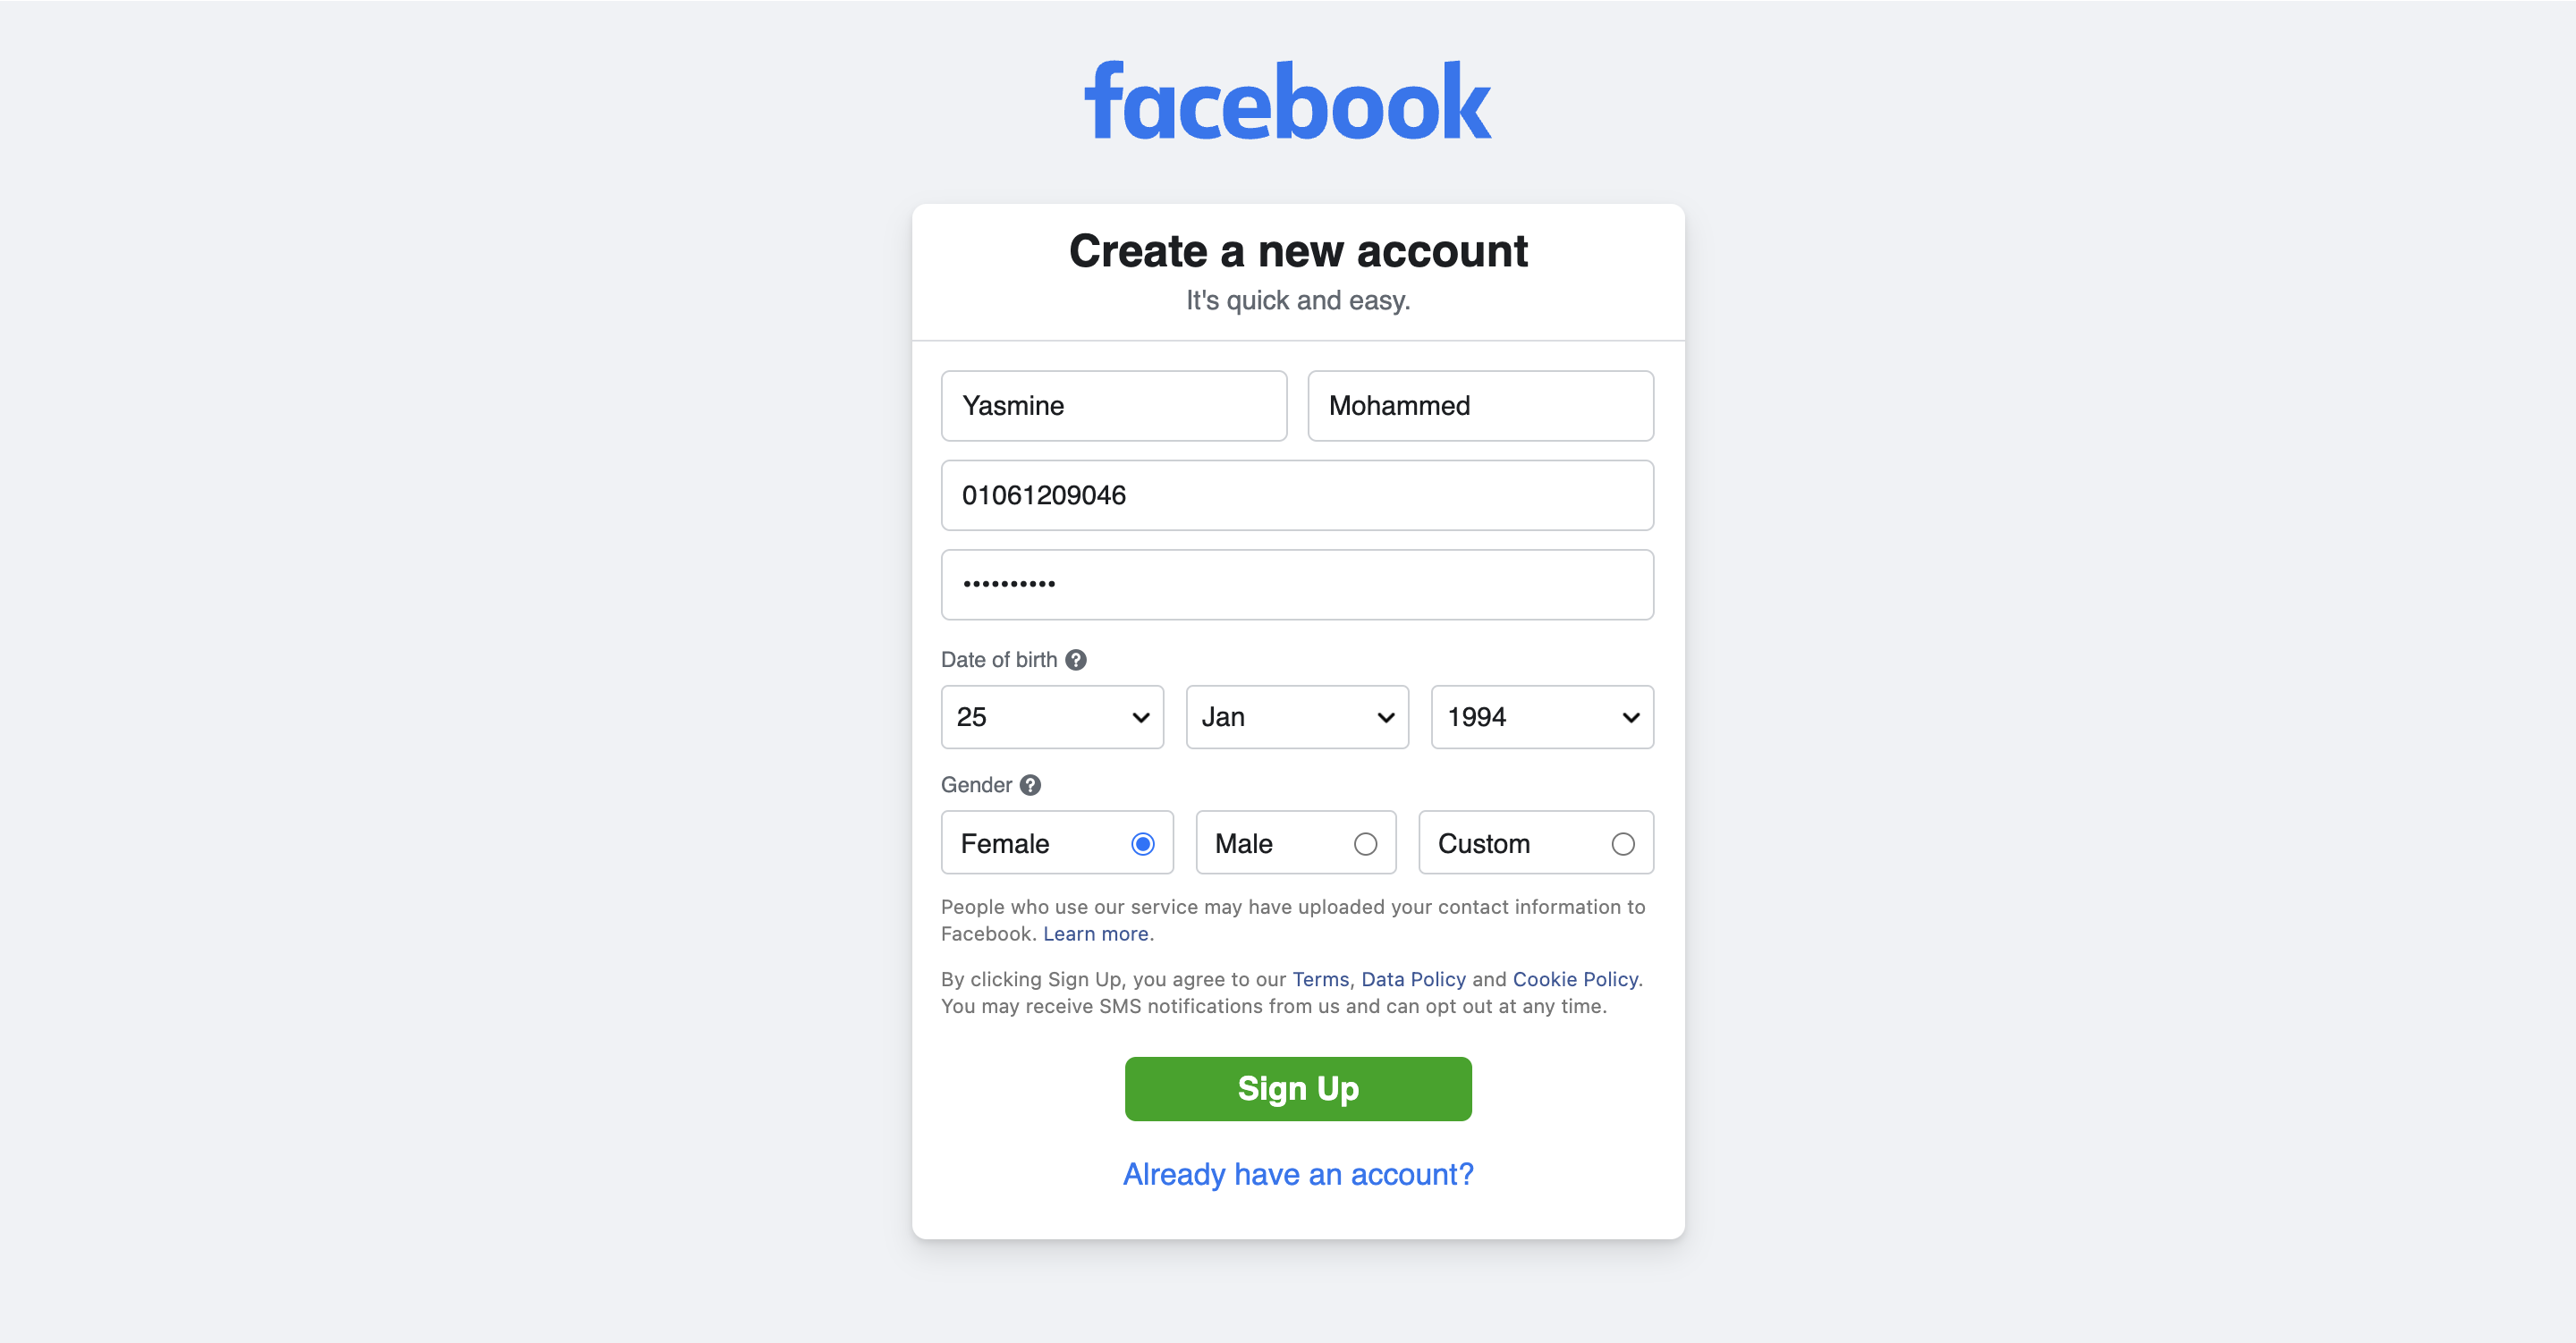 facebook
Create a new account
It's quick and easy.
Yasmine Mohammed
01061209046
••••••••••
Date of birth ?
25 Jan 1994
Gender ?
Female Male Custom
People who use our service may have uploaded your contact information to
Facebook. Learn more.
By clicking Sign Up, you agree to our Terms, Data Policy and Cookie Policy.
You may receive SMS notifications from us and can opt out at any time.
Sign Up
Already have an account?